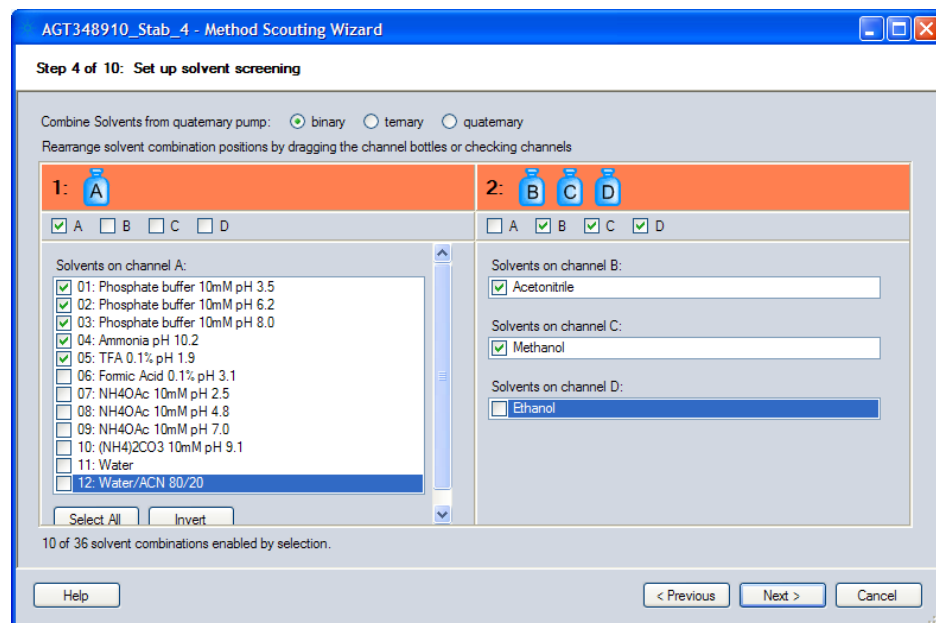 AGT348910_Stab_4 - Method Scouting Wizard
Step 4 of 10: Set up solvent screening
Combine Solvents from quaternary pump: binary ternary quaternary
Rearrange solvent combination positions by dragging the channel bottles or checking channels
1: A
A B C D
Solvents on channel A:
01: Phosphate buffer 10mM pH 3.5
02: Phosphate buffer 10mM pH 6.2
03: Phosphate buffer 10mM pH 8.0
04: Ammonia pH 10.2
05: TFA 0.1% pH 1.9
06: Formic Acid 0.1% pH 3.1
07: NH4OAc 10mM pH 2.5
08: NH4OAc 10mM pH 4.8
09: NH4OAc 10mM pH 7.0
10: (NH4)2CO3 10mM pH 9.1
11: Water
12: Water/ACN 80/20
Select All Invert
2: B C D
A B C D
Solvents on channel B:
Acetonitrile
Solvents on channel C:
Methanol
Solvents on channel D:
Ethanol
10 of 36 solvent combinations enabled by selection.
Help < Previous Next > Cancel